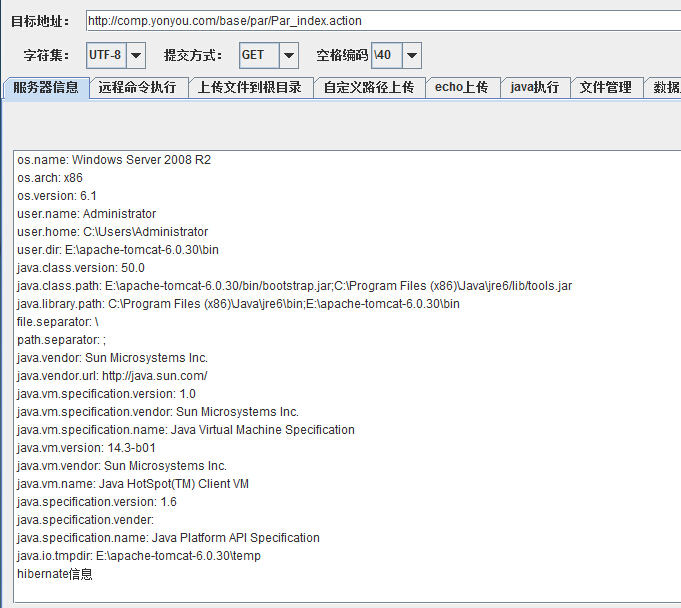 目标地址： http://comp.yonyou.com/base/par/Par_index.action
字符集： UTF-8 提交方式： GET 空格编码 \40
服务器信息 远程命令执行 上传文件到根目录 自定义路径上传 echo上传 java执行 文件管理 数据
os.name: Windows Server 2008 R2
os.arch: x86
os.version: 6.1
user.name: Administrator
user.home: C:\Users\Administrator
user.dir: E:\apache-tomcat-6.0.30\bin
java.class.version: 50.0
java.class.path: E:\apache-tomcat-6.0.30/bin/bootstrap.jar;C:\Program Files (x86)\Java\jre6/lib/tools.jar
java.library.path: C:\Program Files (x86)\Java\jre6\bin;E:\apache-tomcat-6.0.30\bin
file.separator: \
path.separator: ;
java.vendor: Sun Microsystems Inc.
java.vendor.url: http://java.sun.com/
java.vm.specification.version: 1.0
java.vm.specification.vendor: Sun Microsystems Inc.
java.vm.specification.name: Java Virtual Machine Specification
java.vm.version: 14.3-b01
java.vm.vendor: Sun Microsystems Inc.
java.vm.name: Java HotSpot(TM) Client VM
java.specification.version: 1.6
java.specification.vender:
java.specification.name: Java Platform API Specification
java.io.tmpdir: E:\apache-tomcat-6.0.30\temp
hibernate信息